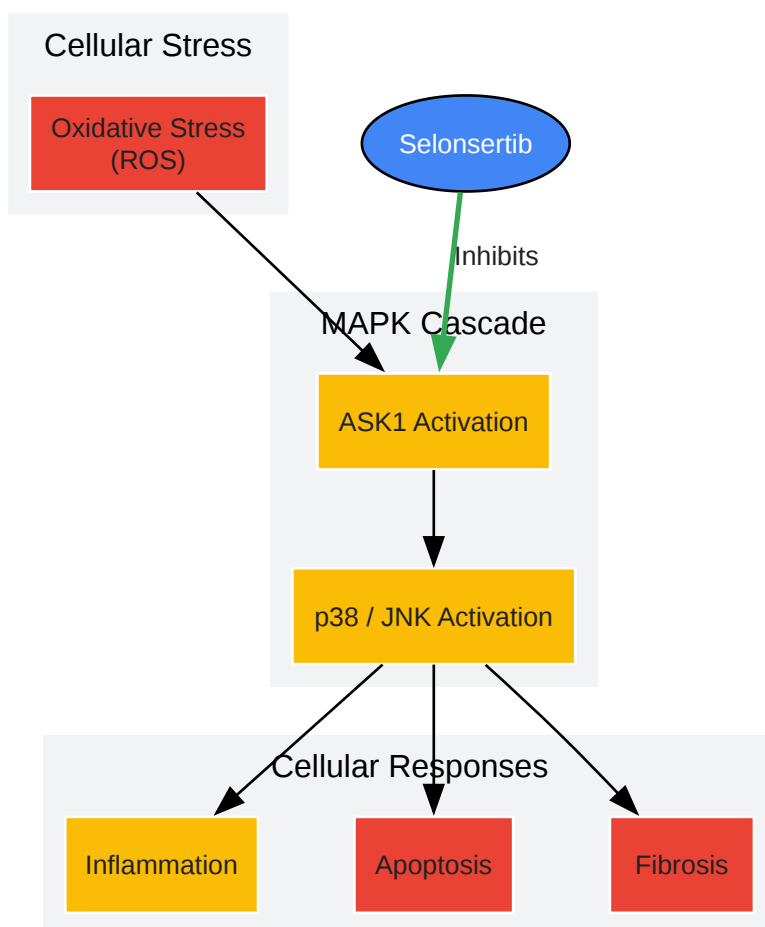 Cellular Stress
Oxidative Stress
(ROS)
Selonsertib
Inhibits
MAPK Cascade
ASK1 Activation
p38 / JNK Activation
Cellular Responses
Inflammation
Apoptosis
Fibrosis